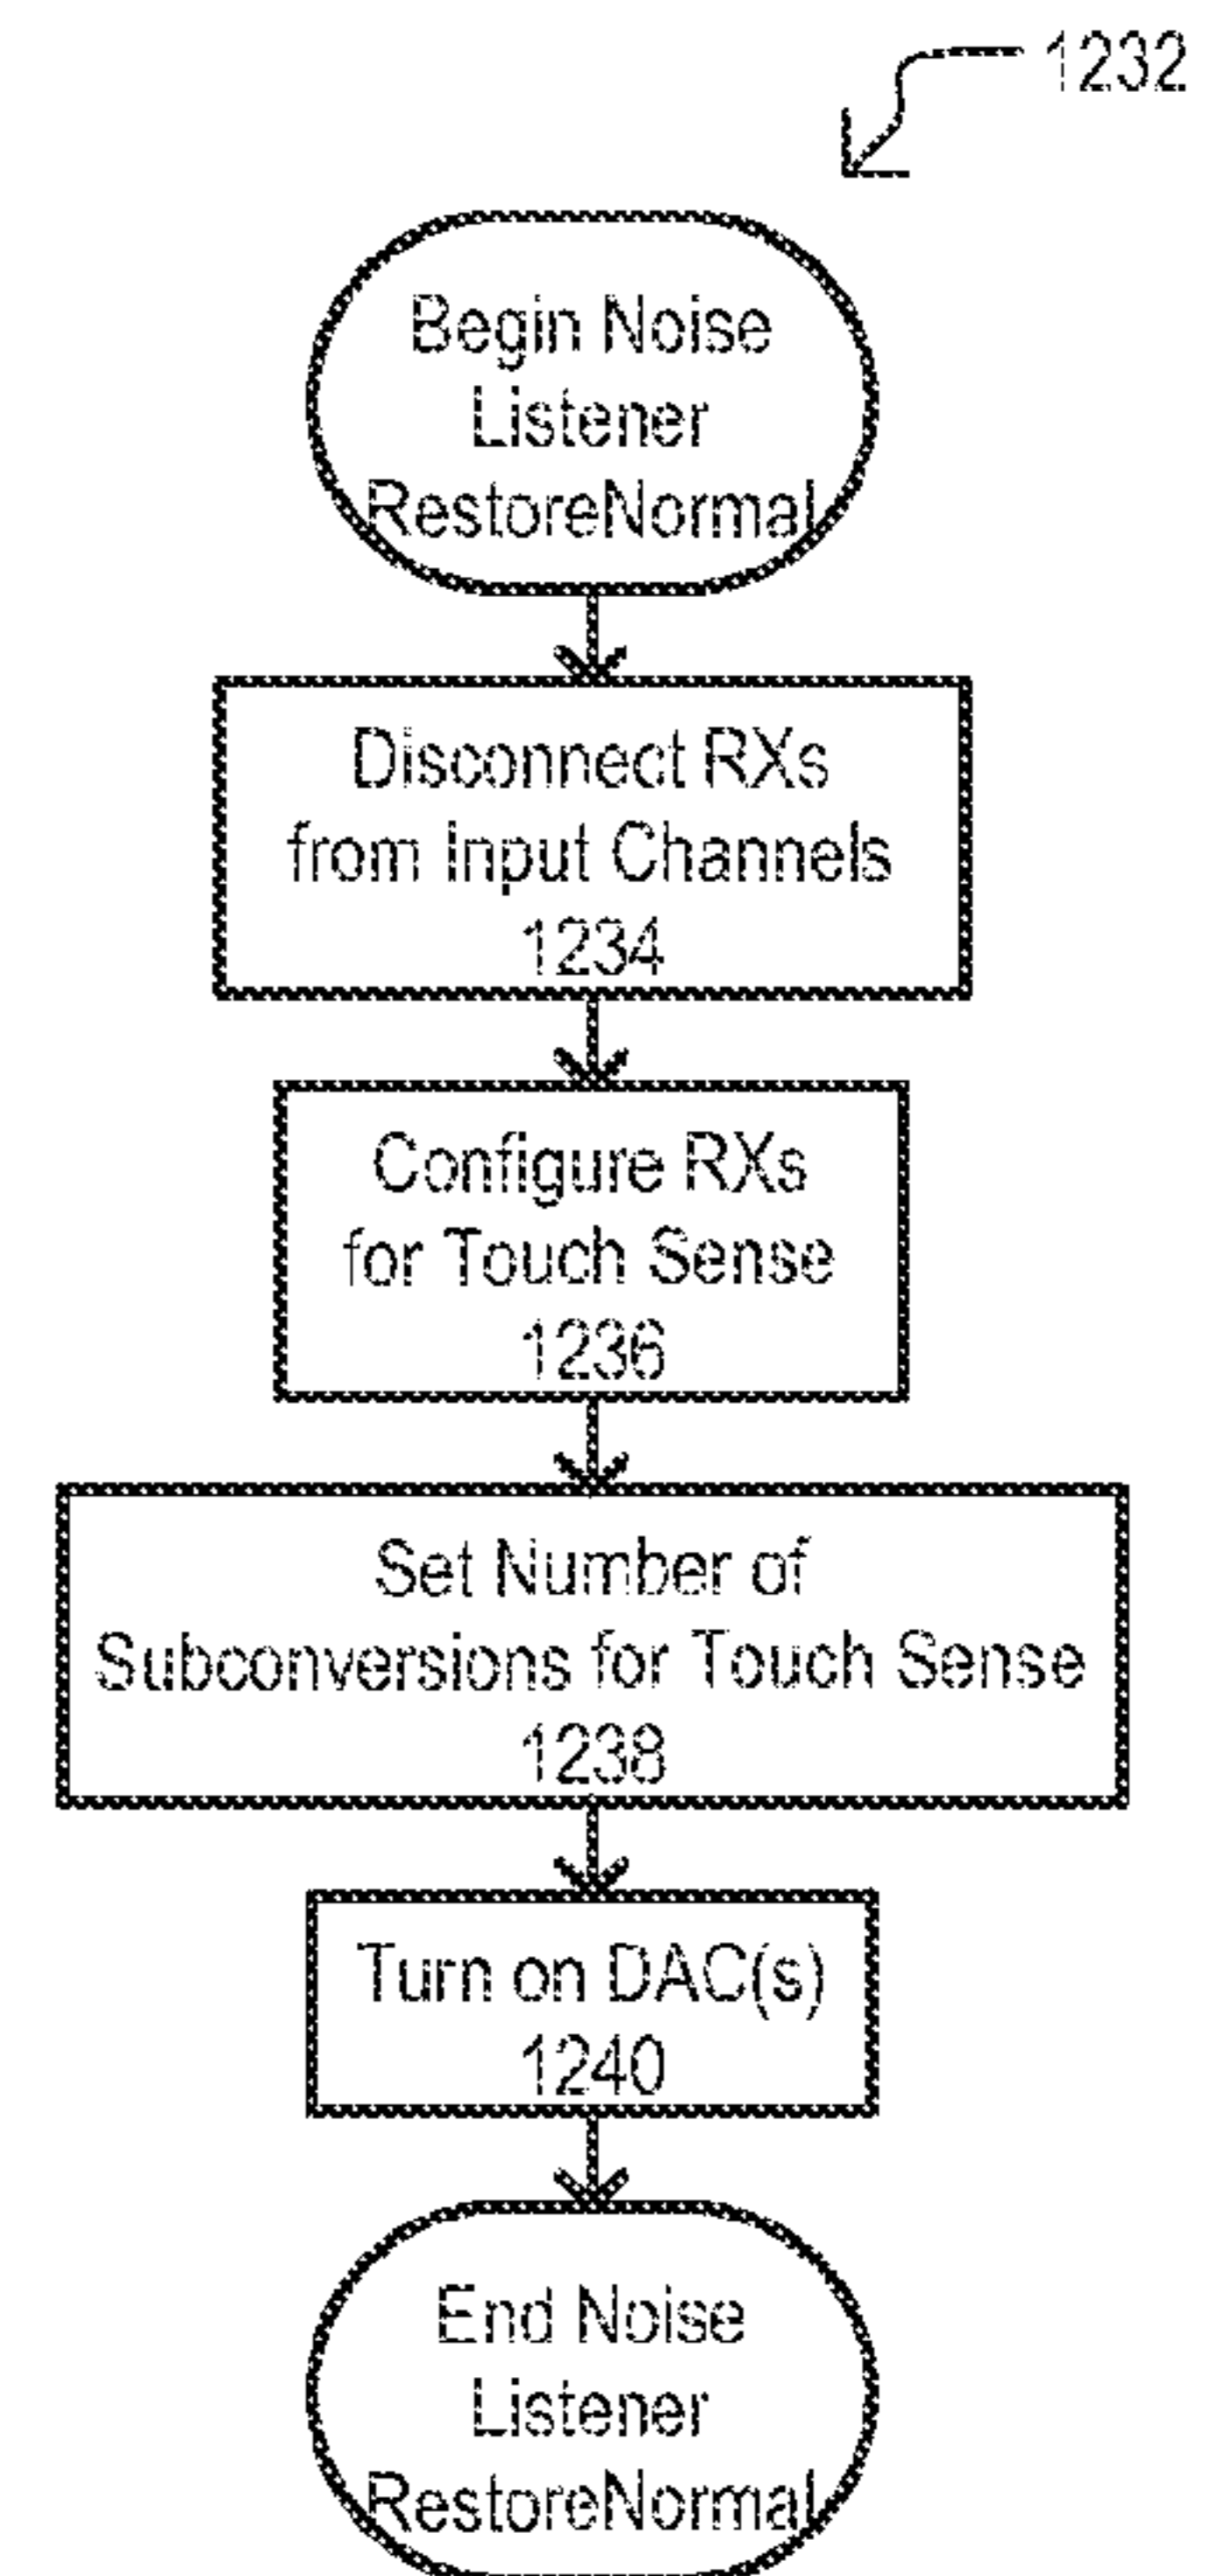 1232
Begin Noise
Listener
RestoreNormal
Disconnect RXs
from Input Channels
1234
Configure RXs
for Touch Sense
1236
Set Number of
Subconversions for Touch Sense
1238
Turn on DAC(s)
1240
End Noise
Listener
RestoreNormal